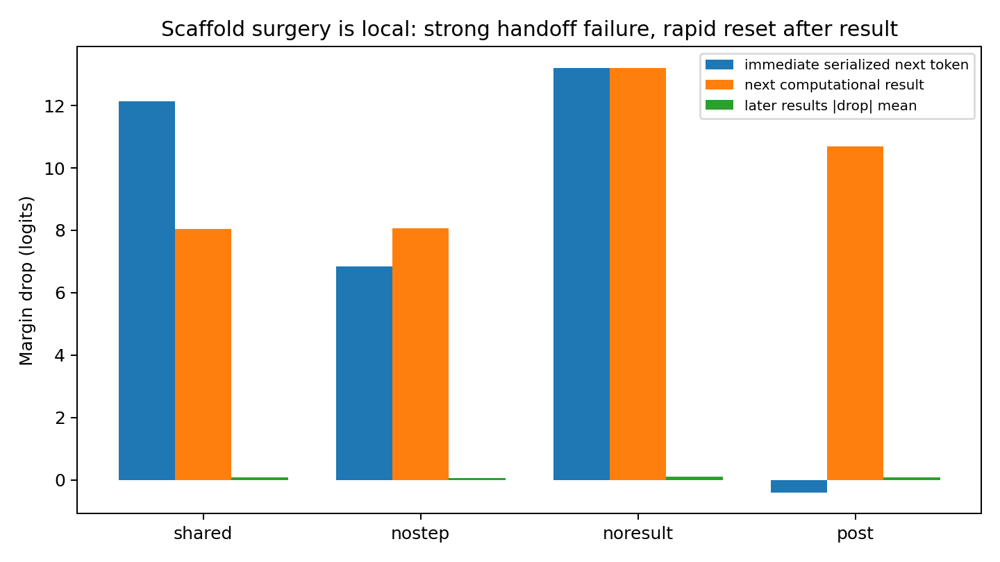 Scaffold surgery is local: strong handoff failure, rapid reset after result
immediate serialized next token
next computational result
later results |drop| mean
Margin drop (logits)
12
10
8
6
4
2
0
shared
nostep
noresult
post